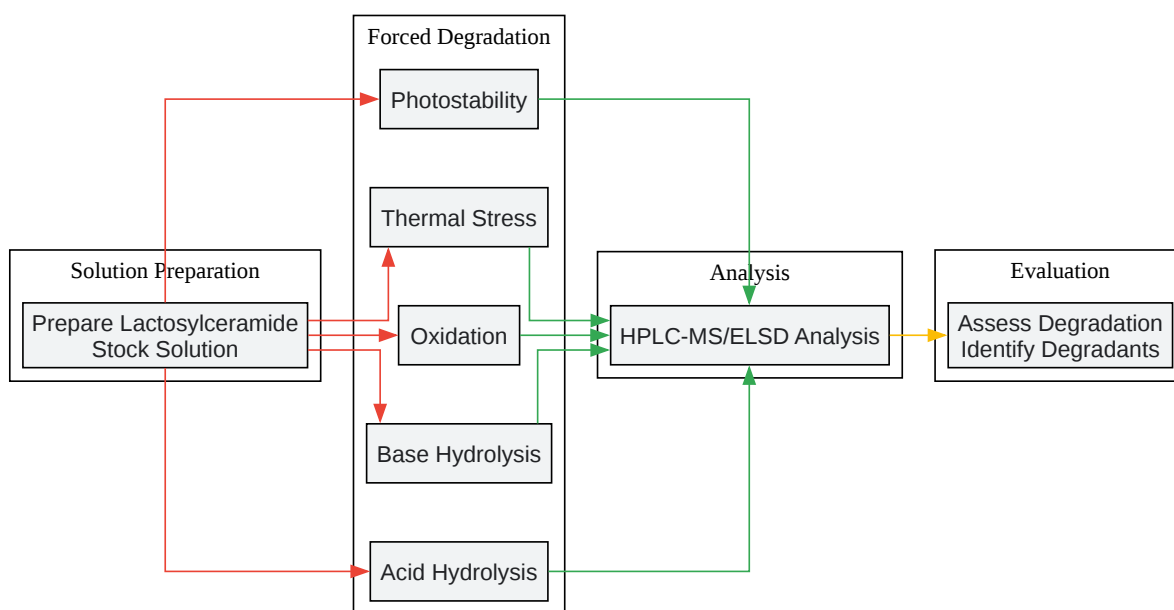 Forced Degradation
Photostability
Thermal Stress
Solution Preparation
Analysis
Evaluation
Prepare Lactosylceramide
Stock Solution
Oxidation
HPLC-MS/ELSD Analysis
Assess Degradation
Identify Degradants
Base Hydrolysis
Acid Hydrolysis